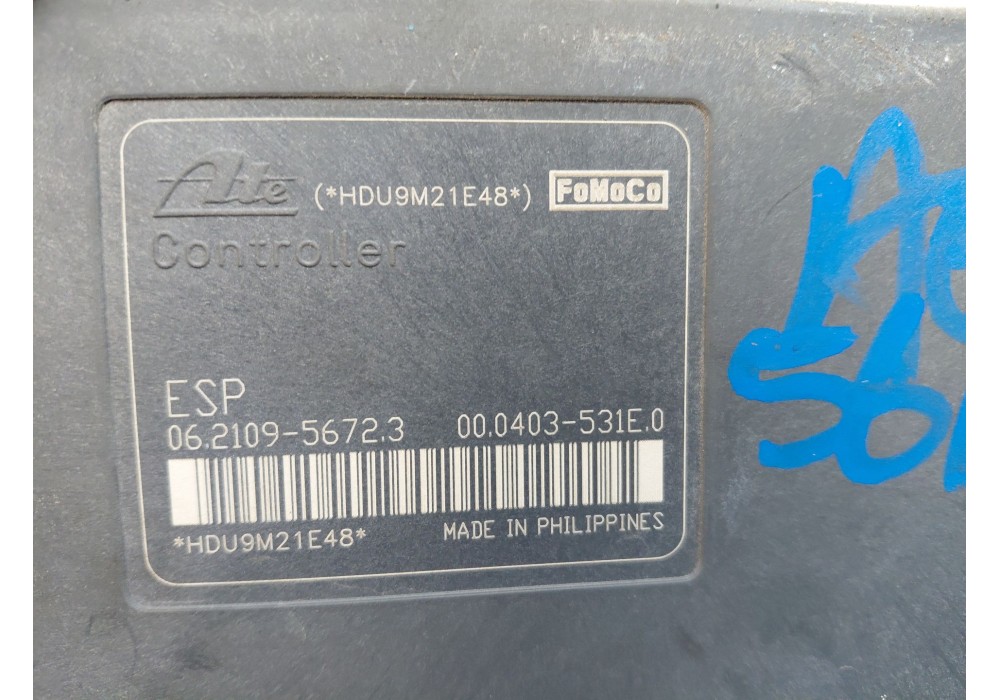 Ate (*HDU9M21E48*) FoMoCo
Controller
ESP
06.2109-5672.3 00.0403-531E.0
*HDU9M21E48* MADE IN PHILIPPINES